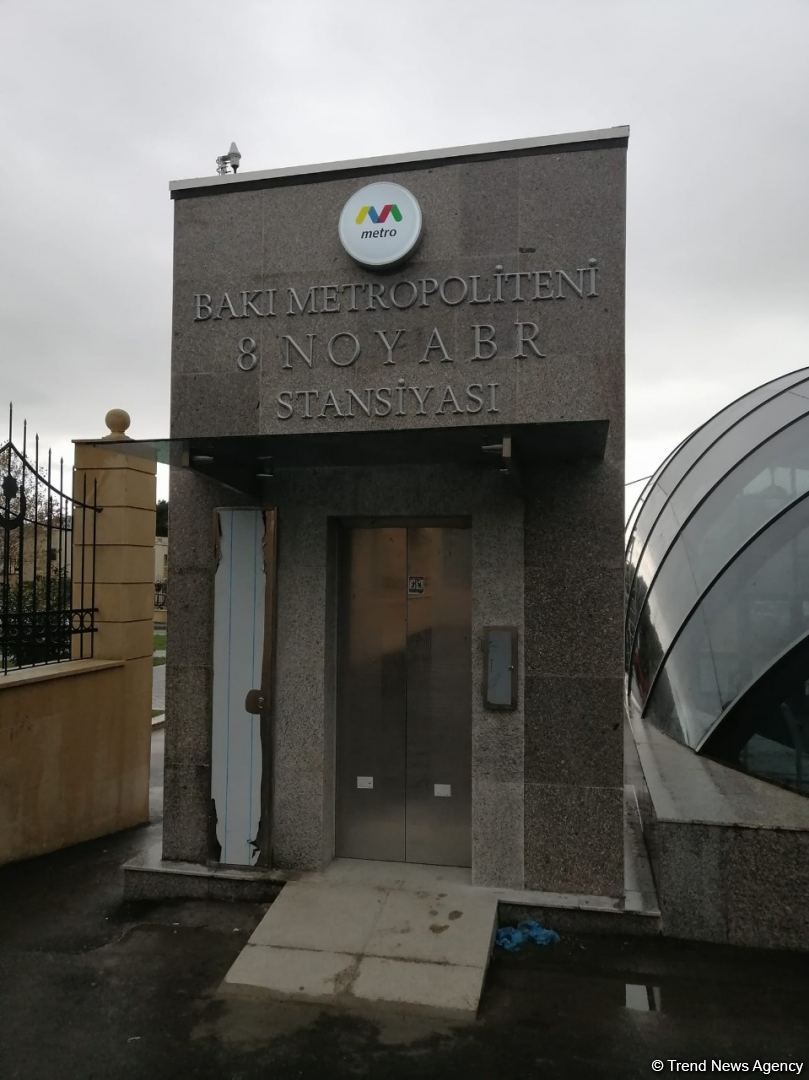 metro
BAKI METROPOLİTENİ
8 NOYABR
STANSİYASI
© Trend News Agency